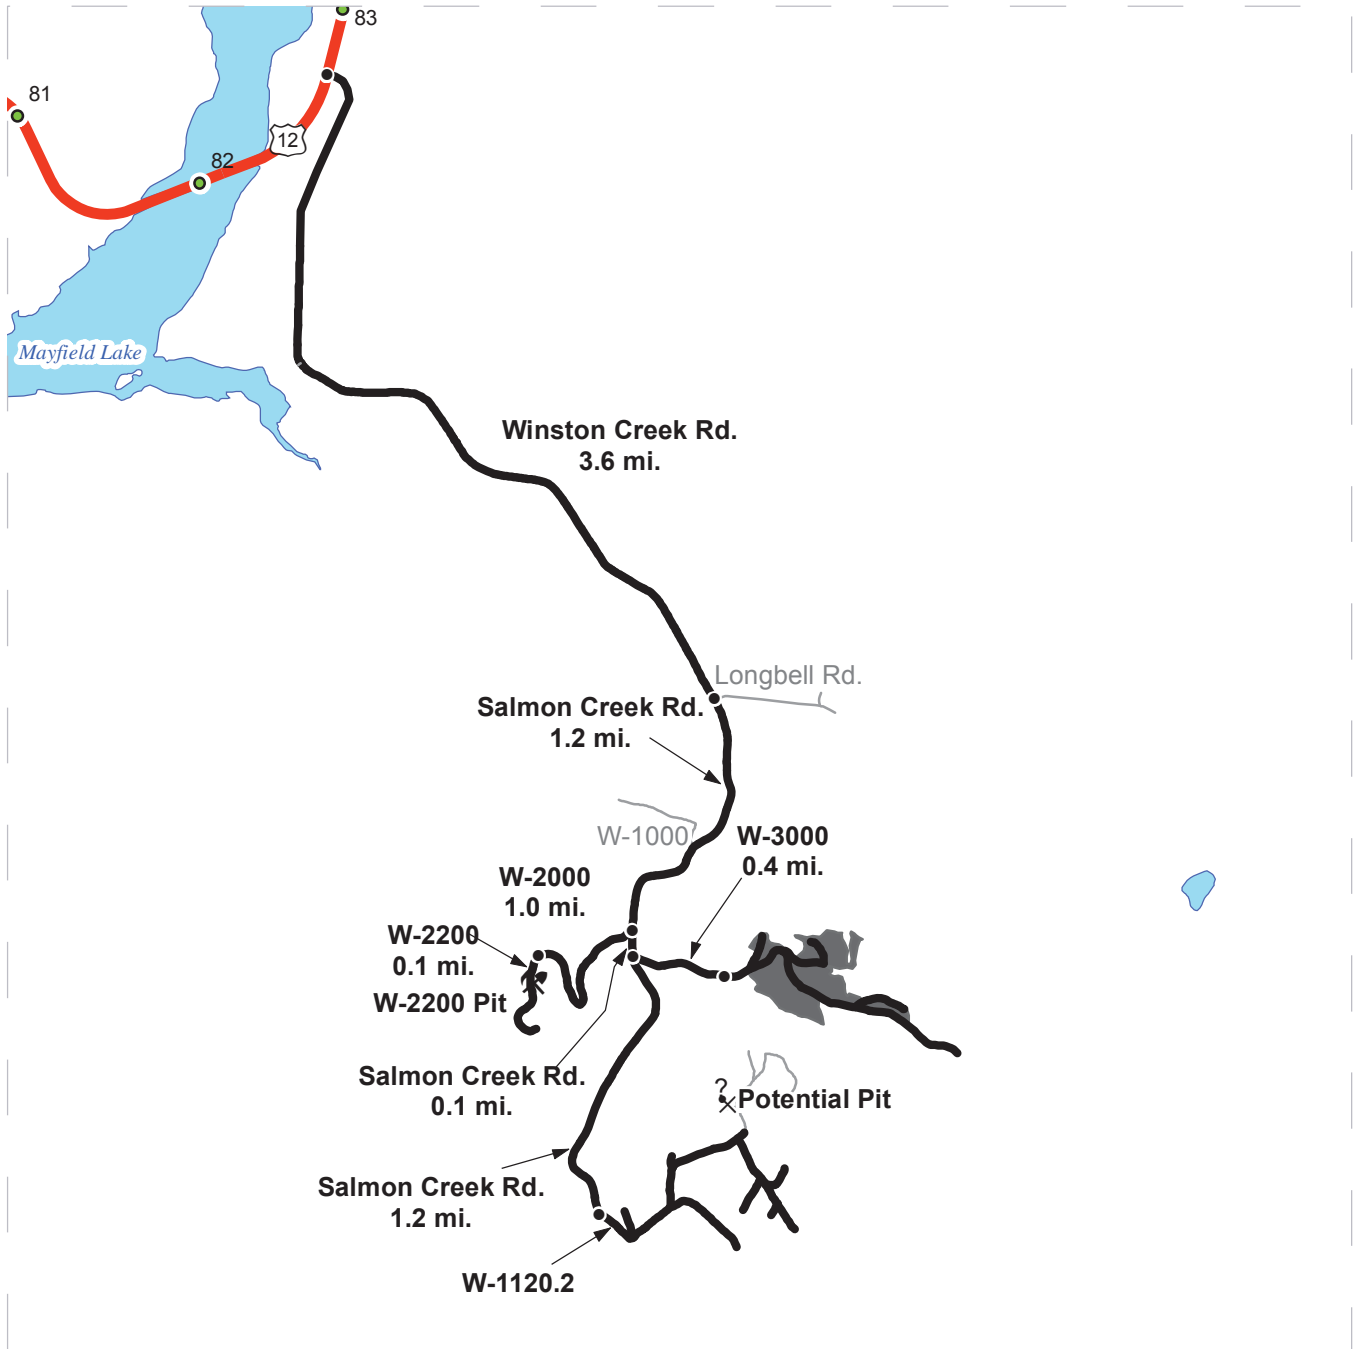 83
81
12
82
Mayfield Lake
Winston Creek Rd.
3.6 mi.
Longbell Rd.
Salmon Creek Rd.
1.2 mi.
W-1000
W-3000
0.4 mi.
W-2000
1.0 mi.
W-2200
0.1 mi.
W-2200 Pit
Salmon Creek Rd.
0.1 mi.
?
Potential Pit
Salmon Creek Rd.
1.2 mi.
W-1120.2